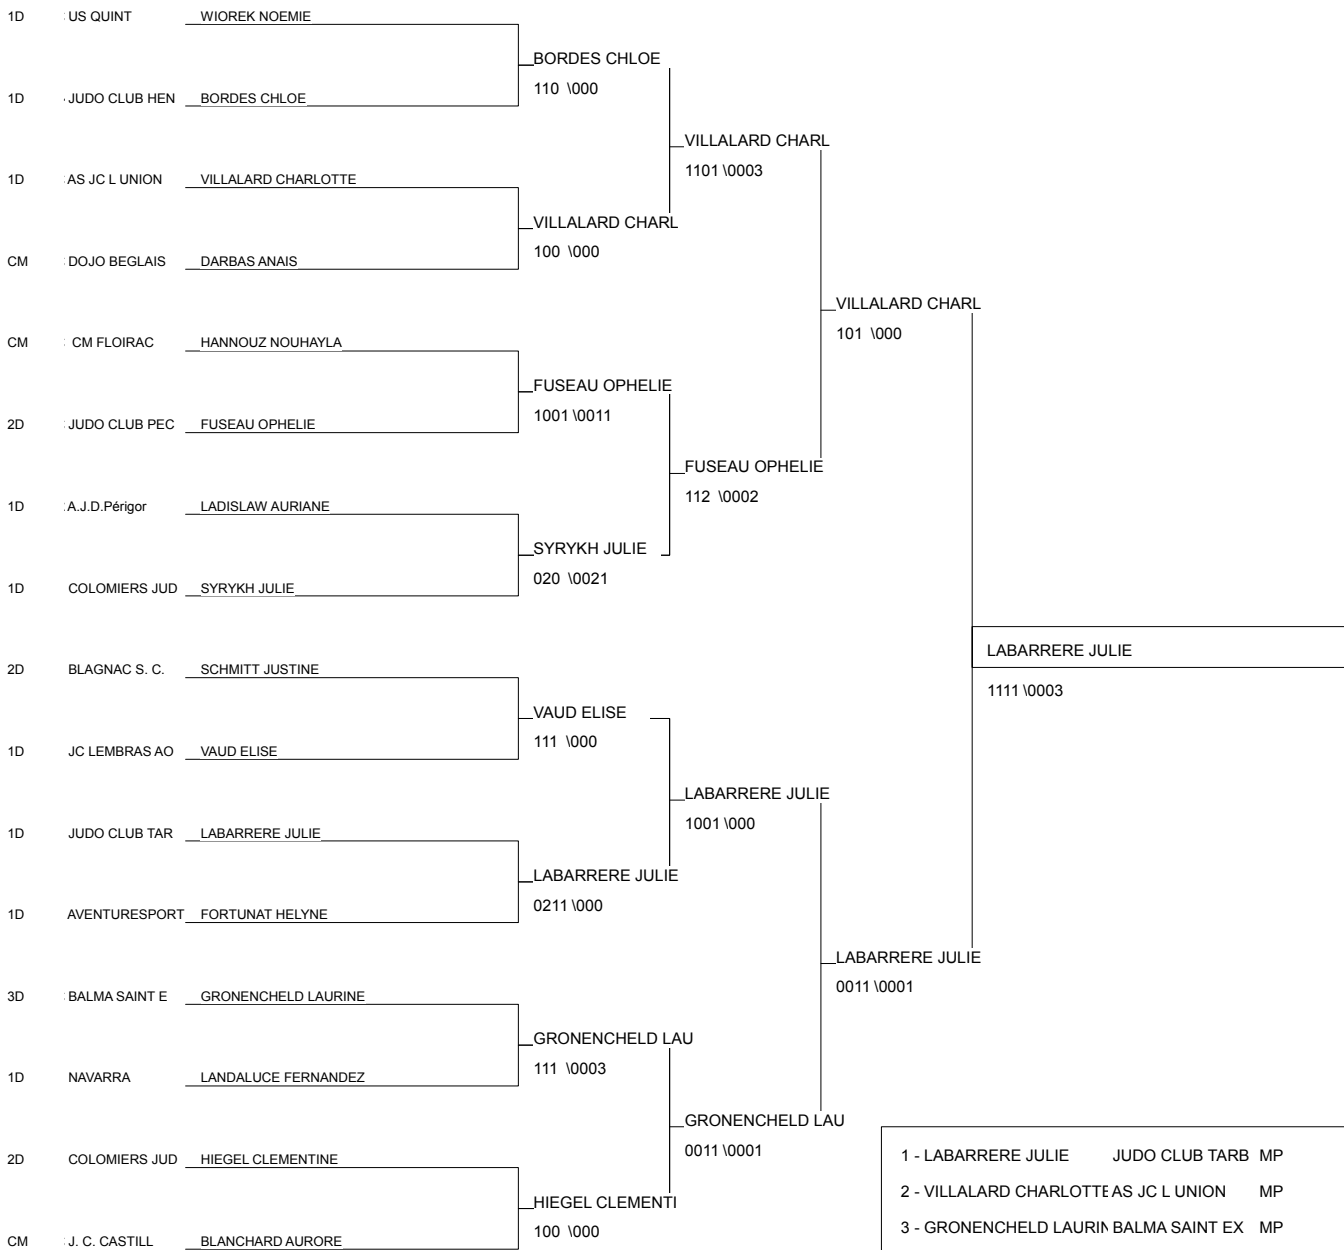 1D US QUINT WIOREK NOEMIE
BORDES CHLOE
110 \000
1D JUDO CLUB HEN BORDES CHLOE
VILLALARD CHARL
1101 \0003
1D AS JC L UNION VILLALARD CHARLOTTE
VILLALARD CHARL
100 \000
CM DOJO BEGLAIS DARBAS ANAIS
VILLALARD CHARL
101 \000
CM CM FLOIRAC HANNOUZ NOUHAYLA
FUSEAU OPHELIE
1001 \0011
2D JUDO CLUB PEC FUSEAU OPHELIE
FUSEAU OPHELIE
112 \0002
1D A.J.D.Périgor LADISLAW AURIANE
SYRYKH JULIE
020 \0021
1D COLOMIERS JUD SYRYKH JULIE
LABARRERE JULIE
1111 \0003
2D BLAGNAC S. C. SCHMITT JUSTINE
VAUD ELISE
111 \000
1D JC LEMBRAS AO VAUD ELISE
LABARRERE JULIE
1001 \000
1D JUDO CLUB TAR LABARRERE JULIE
LABARRERE JULIE
0211 \000
1D AVENTURESPORT FORTUNAT HELYNE
LABARRERE JULIE
0011 \0001
3D BALMA SAINT E GRONENCHELD LAURINE
GRONENCHELD LAU
111 \0003
1D NAVARRA LANDALUCE FERNANDEZ
GRONENCHELD LAU
0011 \0001
2D COLOMIERS JUD HIEGEL CLEMENTINE
HIEGEL CLEMENTI
100 \000
CM J. C. CASTILL BLANCHARD AURORE
1 - LABARRERE JULIE JUDO CLUB TARB MP
2 - VILLALARD CHARLOTTE AS JC L UNION MP
3 - GRONENCHELD LAURIN BALMA SAINT EX MP